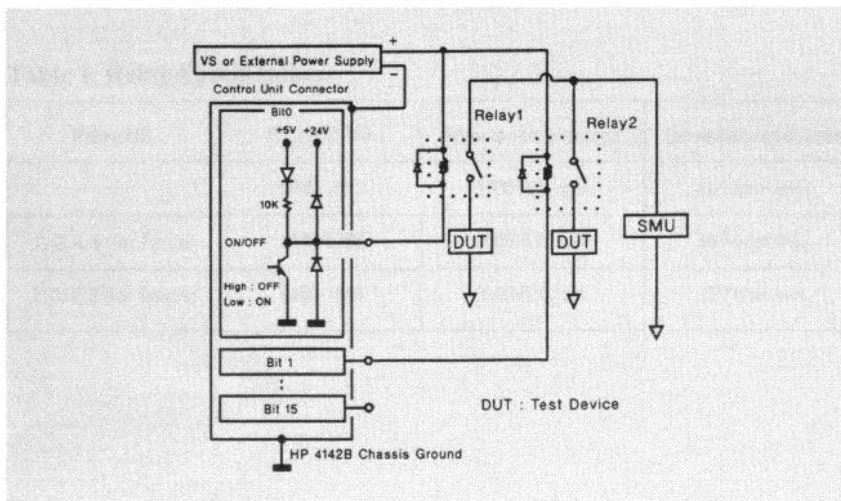 VS or External Power Supply
+
−
Control Unit Connector
Bit0
+5V +24V
10K
ON/OFF
High : OFF
Low : ON
Bit 1
Bit 15
HP 4142B Chassis Ground
Relay1
Relay2
DUT
DUT
SMU
DUT : Test Device